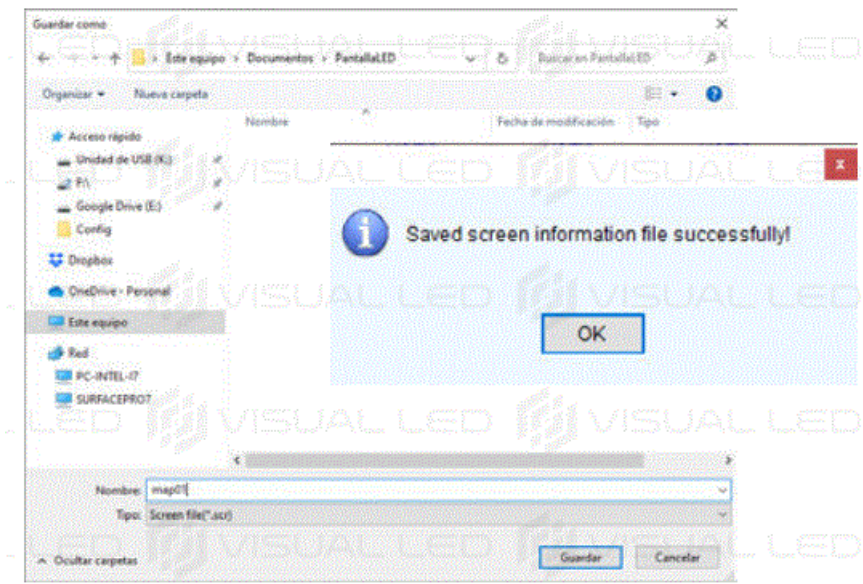 Guardar como
Este equipo > Documentos > PantallaLED
Buscar en PantallaLED
Organizar
Nueva carpeta
Nombre
Fecha de modificación
Tipo
Acceso rápido
Unidad de USB (K:)
F:\
Google Drive (E:)
Config
Dropbox
OneDrive - Personal
Este equipo
Red
PC-INTEL-I7
SURFACEPRO7
Saved screen information file successfully!
OK
Nombre: map01
Tipo: Screen file(*.scr)
Ocultar carpetas
Guardar
Cancelar
VISUAL LED